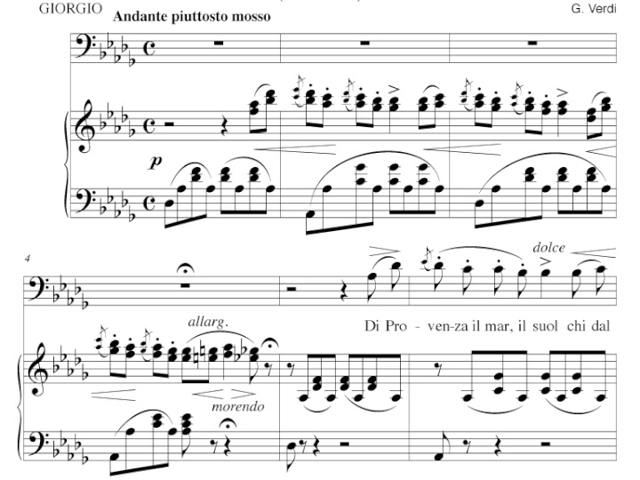 GIORGIO
Andante piuttosto mosso
G. Verdi
p
4
dolce
Di Pro - ven-za il mar, il suol chi dal
allarg.
morendo